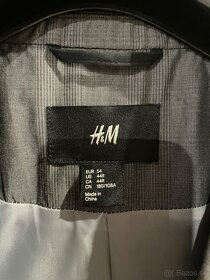 H&M
EUR 54
US 44R
CA 44R
CN 180/108A
Made in
China